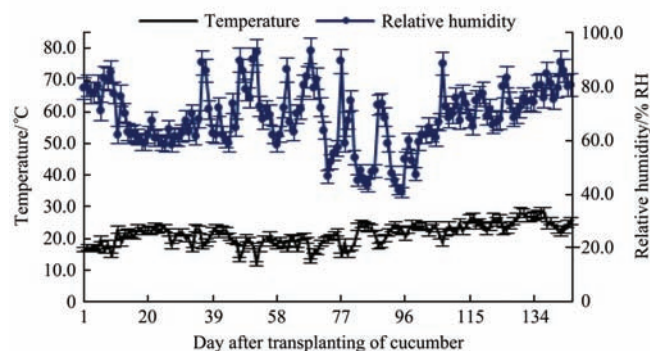 Temperature Relative humidity
80.0 100.0
70.0
60.0 80.0
50.0
60.0
40.0
30.0 40.0
20.0
20.0
10.0
0.0 0
1 20 39 58 77 96 115 134
Temperature/°C
Relative humidity/% RH
Day after transplanting of cucumber